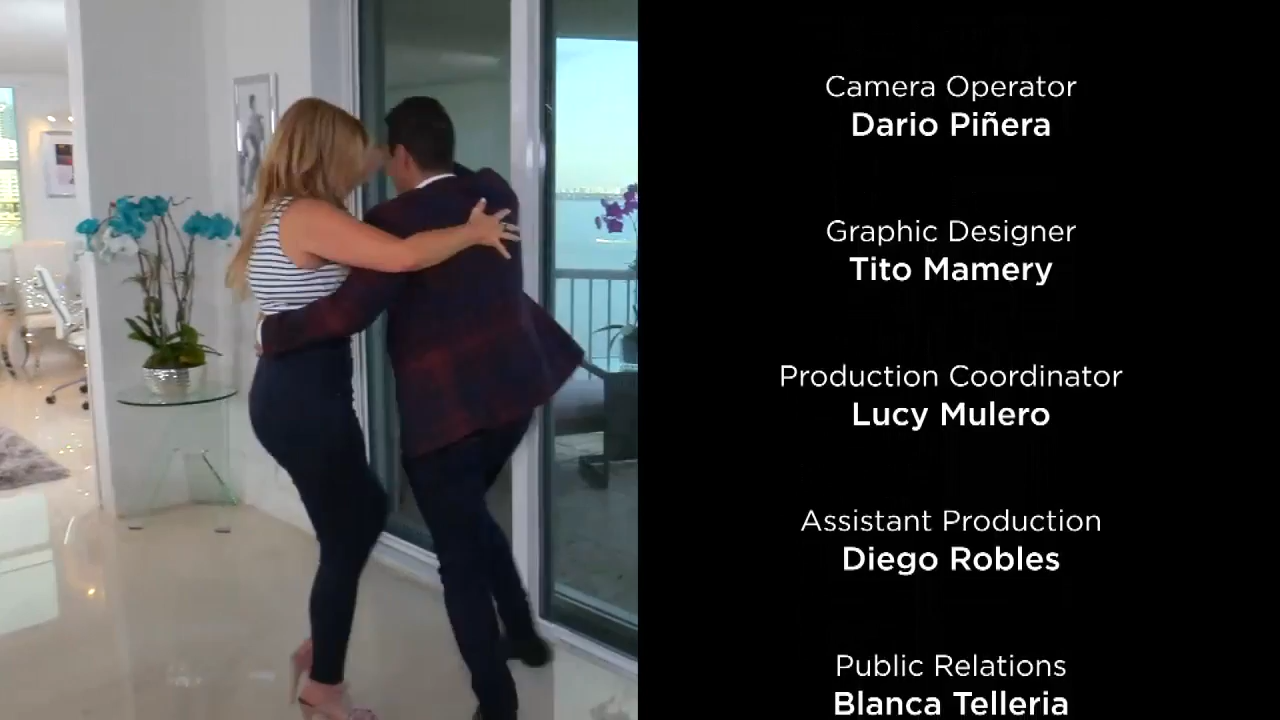 Camera Operator
Dario Piñera
Graphic Designer
Tito Mamery
Production Coordinator
Lucy Mulero
Assistant Production
Diego Robles
Public Relations
Blanca Telleria